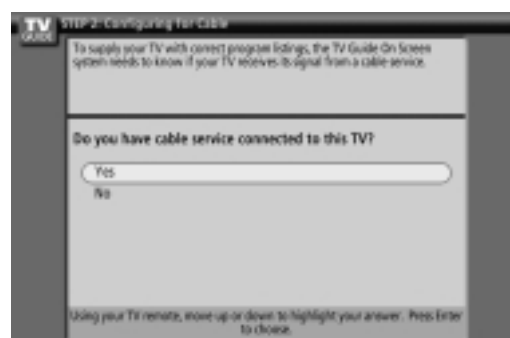 TV
GUIDE
STEP 2: Configuring for Cable
To supply your TV with correct program listings, the TV Guide On Screen
system needs to know if your TV receives its signal from a cable service.
Do you have cable service connected to this TV?
Yes
No
Using your TV remote, move up or down to highlight your answer. Press Enter
to choose.